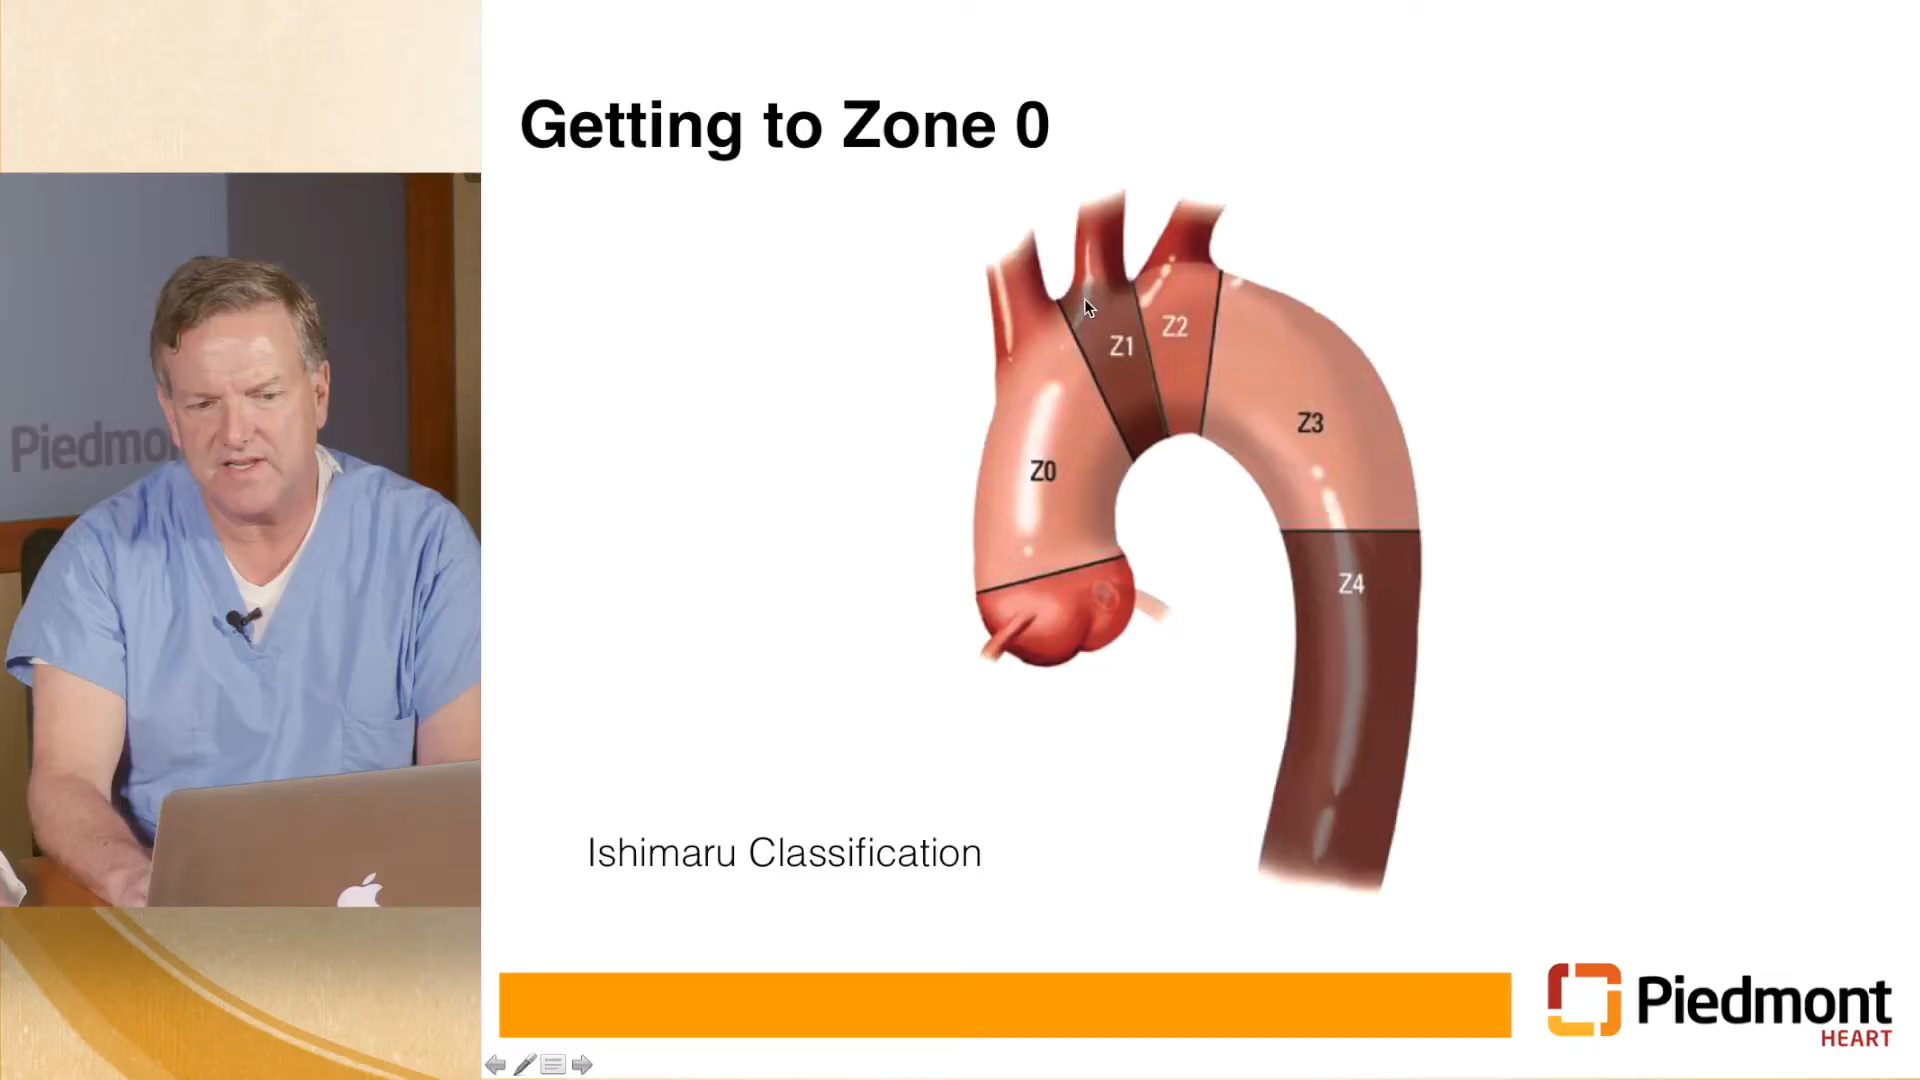 Getting to Zone 0
Z1
Z2
Z3
Z0
Z4
Piedmo
Ishimaru Classification
Piedmont
HEART